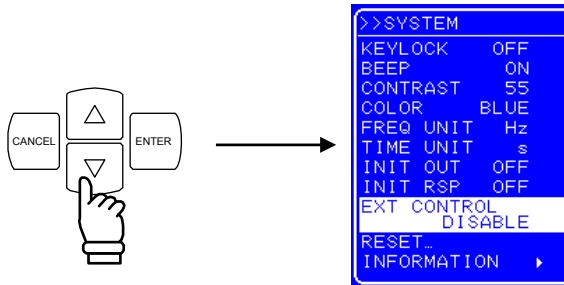 CANCEL
ENTER
>>SYSTEM
KEYLOCK OFF
BEEP ON
CONTRAST 55
COLOR BLUE
FREQ UNIT Hz
TIME UNIT s
INIT OUT OFF
INIT RSP OFF
EXT CONTROL
DISABLE
RESET…
INFORMATION